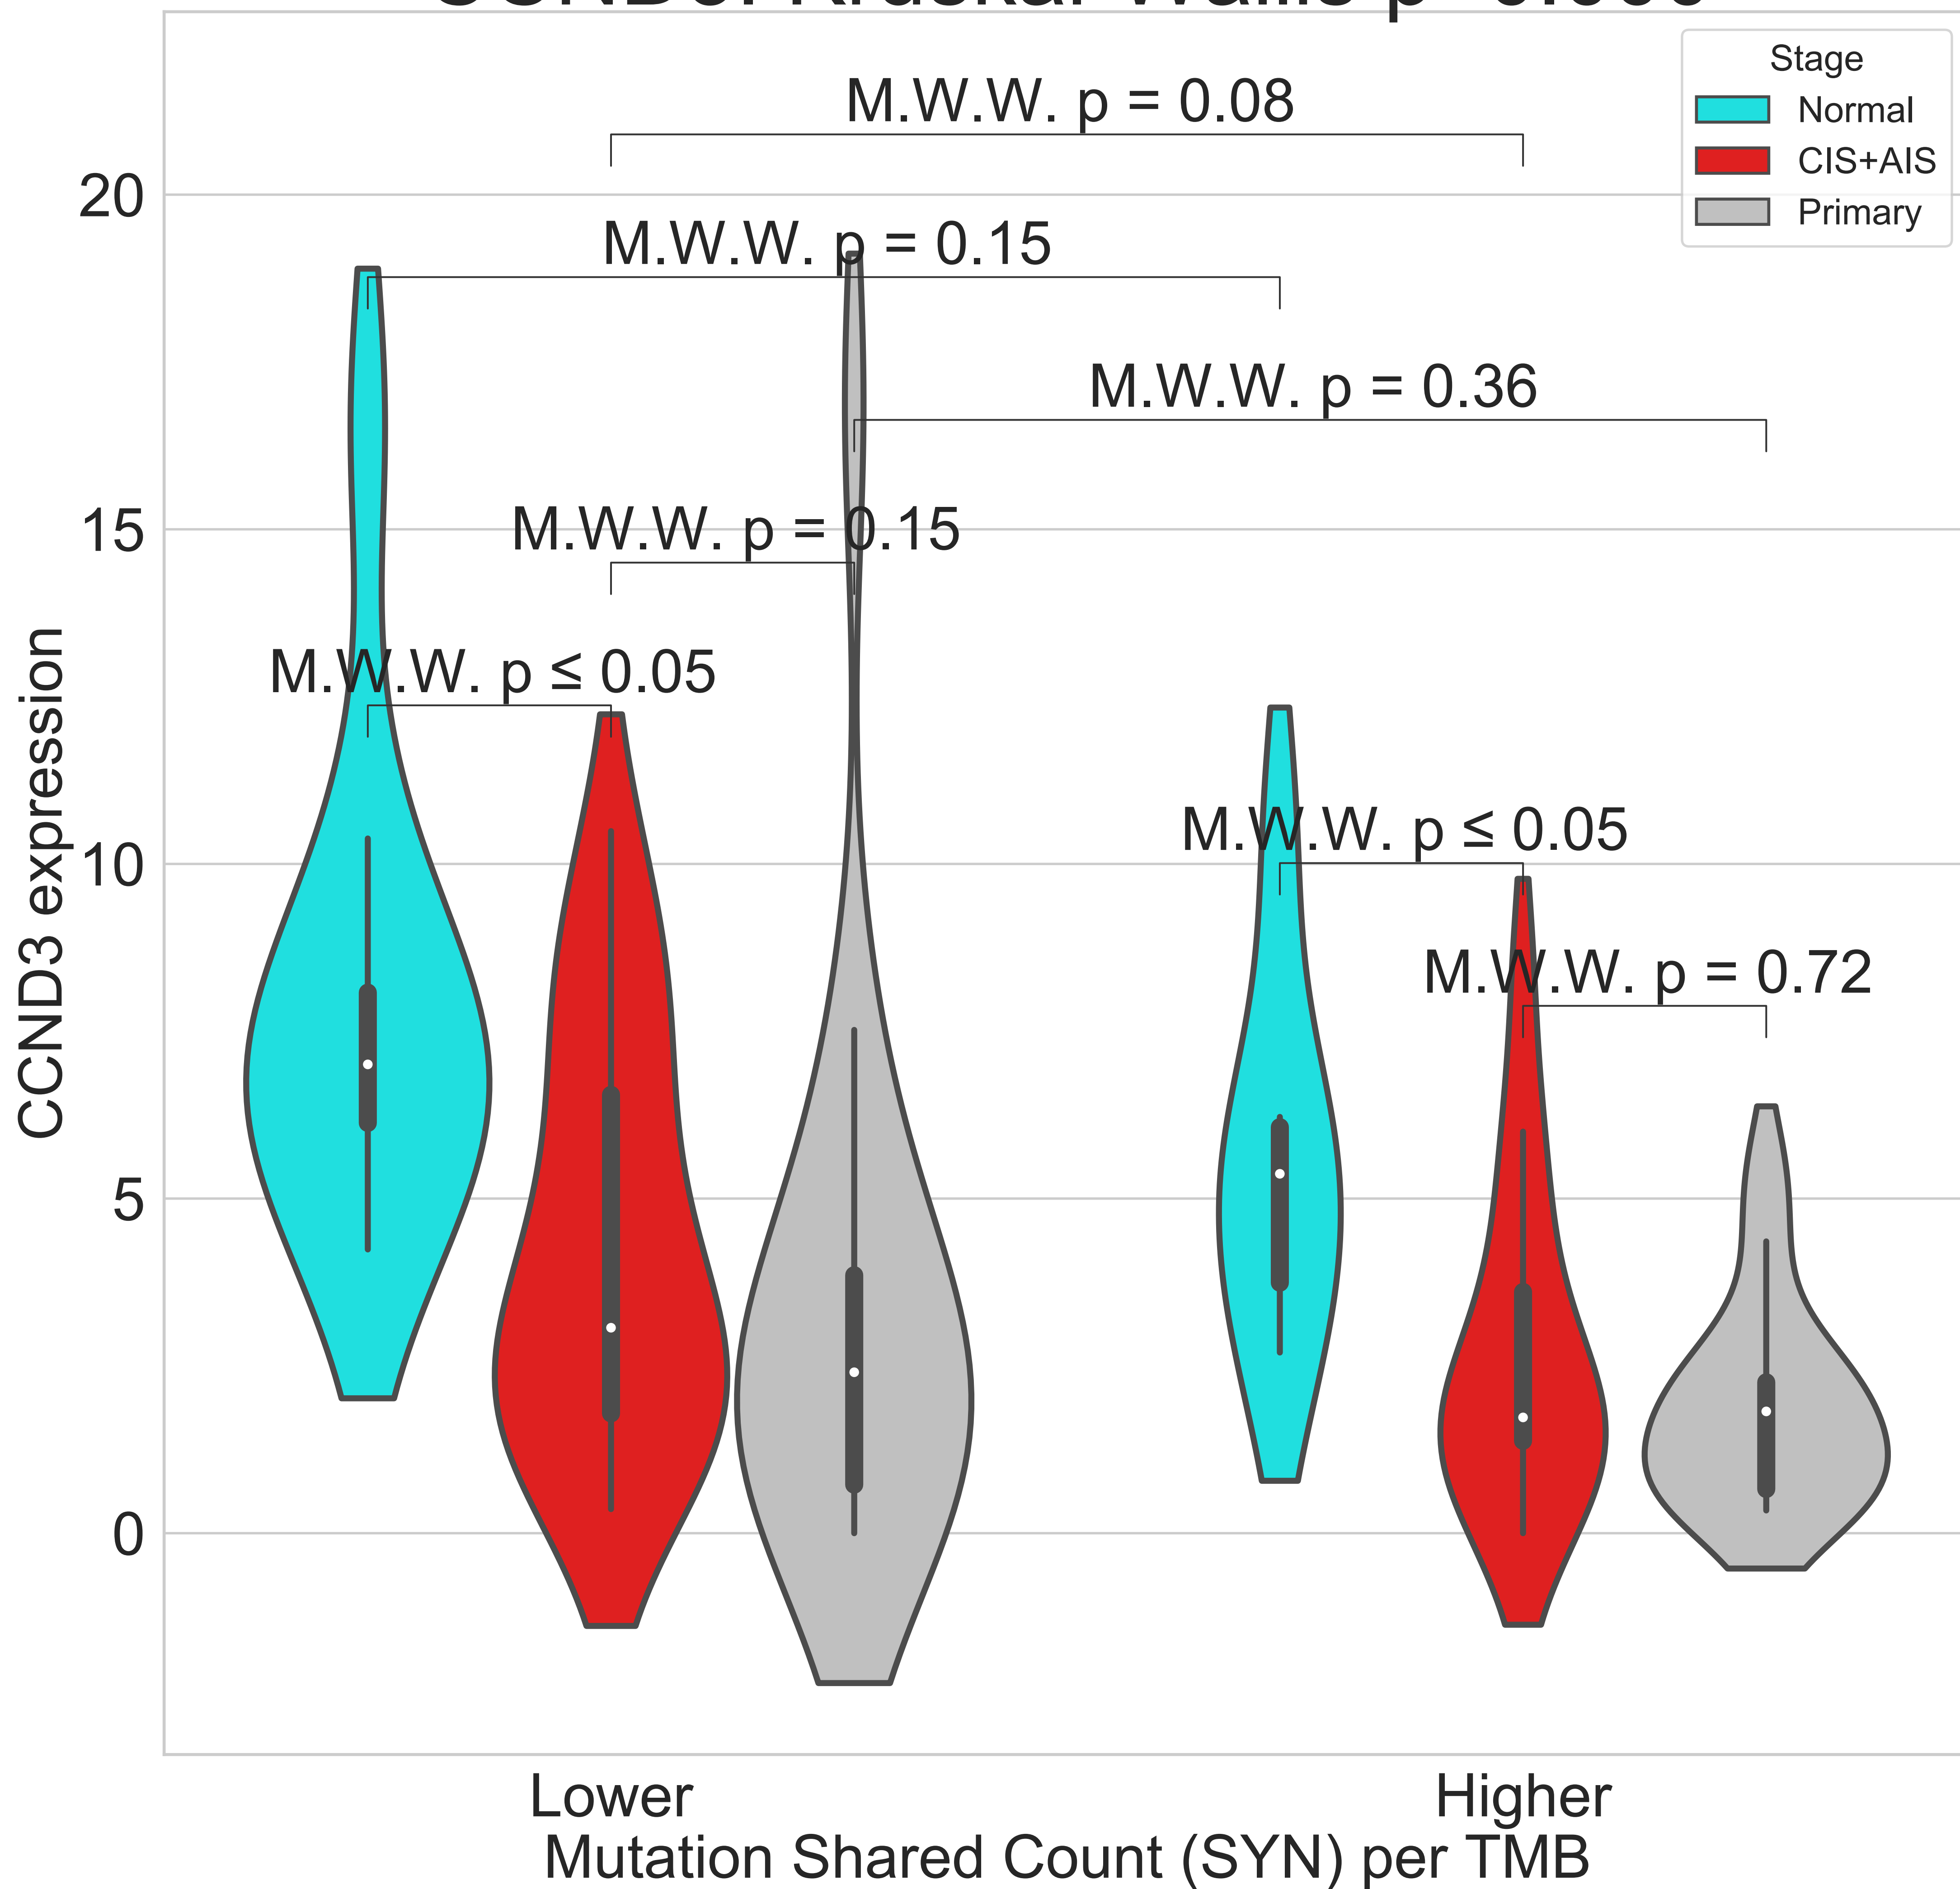 Stage
Normal
CIS+AIS
Primary
M.W.W. p = 0.08
M.W.W. p = 0.15
M.W.W. p = 0.36
M.W.W. p = 0.15
M.W.W. p ≤ 0.05
M.W.W. p ≤ 0.05
M.W.W. p = 0.72
20
15
10
5
0
CCND3 expression
Lower
Higher
Mutation Shared Count (SYN) per TMB